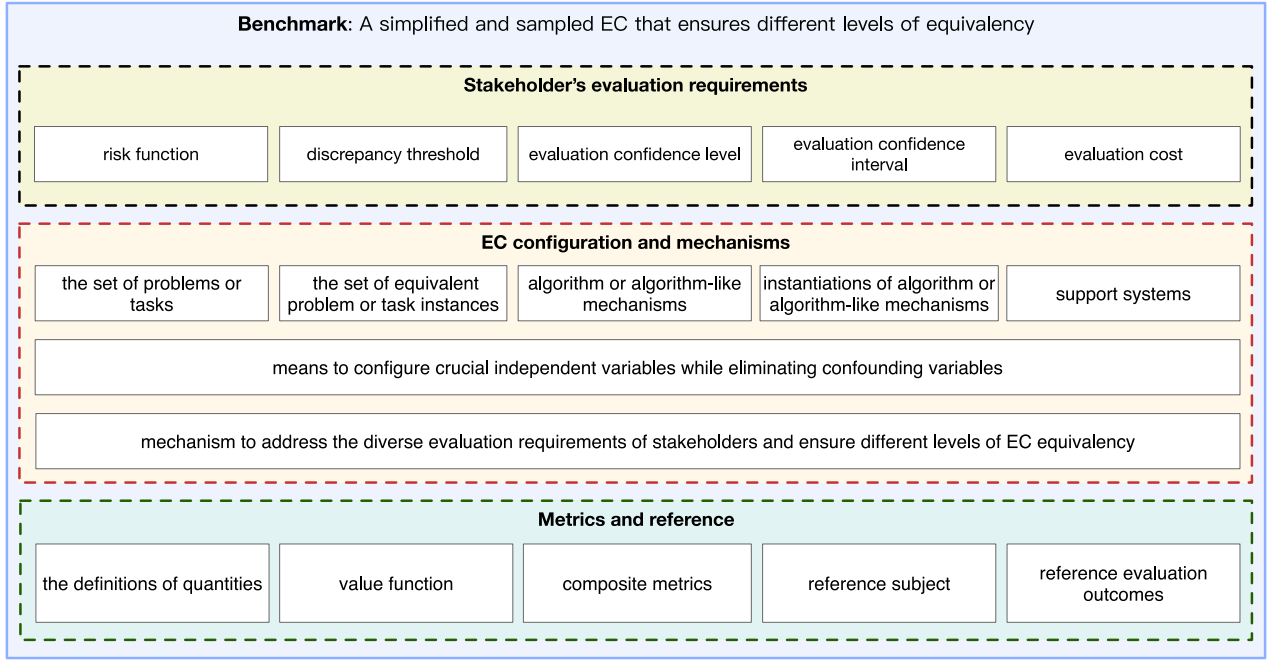 Benchmark: A simplified and sampled EC that ensures different levels of equivalency
Stakeholder’s evaluation requirements
risk function
discrepancy threshold
evaluation confidence level
evaluation confidence
interval
evaluation cost
EC configuration and mechanisms
the set of problems or
tasks
the set of equivalent
problem or task instances
algorithm or algorithm-like
mechanisms
instantiations of algorithm or
algorithm-like mechanisms
support systems
means to configure crucial independent variables while eliminating confounding variables
mechanism to address the diverse evaluation requirements of stakeholders and ensure different levels of EC equivalency
Metrics and reference
the definitions of quantities
value function
composite metrics
reference subject
reference evaluation
outcomes